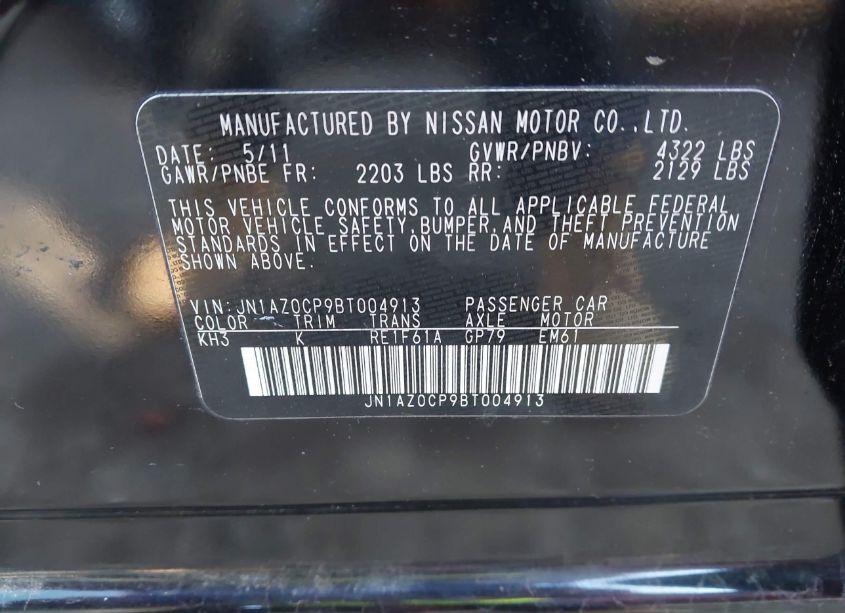 MANUFACTURED BY NISSAN MOTOR CO.,LTD.
DATE: 5/11 GVWR/PNBV: 4322 LBS
GAWR/PNBE FR: 2203 LBS RR: 2129 LBS
THIS VEHICLE CONFORMS TO ALL APPLICABLE FEDERAL
MOTOR VEHICLE SAFETY,BUMPER,AND THEFT PREVENTION
STANDARDS IN EFFECT ON THE DATE OF MANUFACTURE
SHOWN ABOVE.
VIN:JN1AZ0CP9BT004913 PASSENGER CAR
COLOR TRIM TRANS AXLE MOTOR
KH3 K RE1F61A GP79 EM61
JN1AZ0CP9BT004913